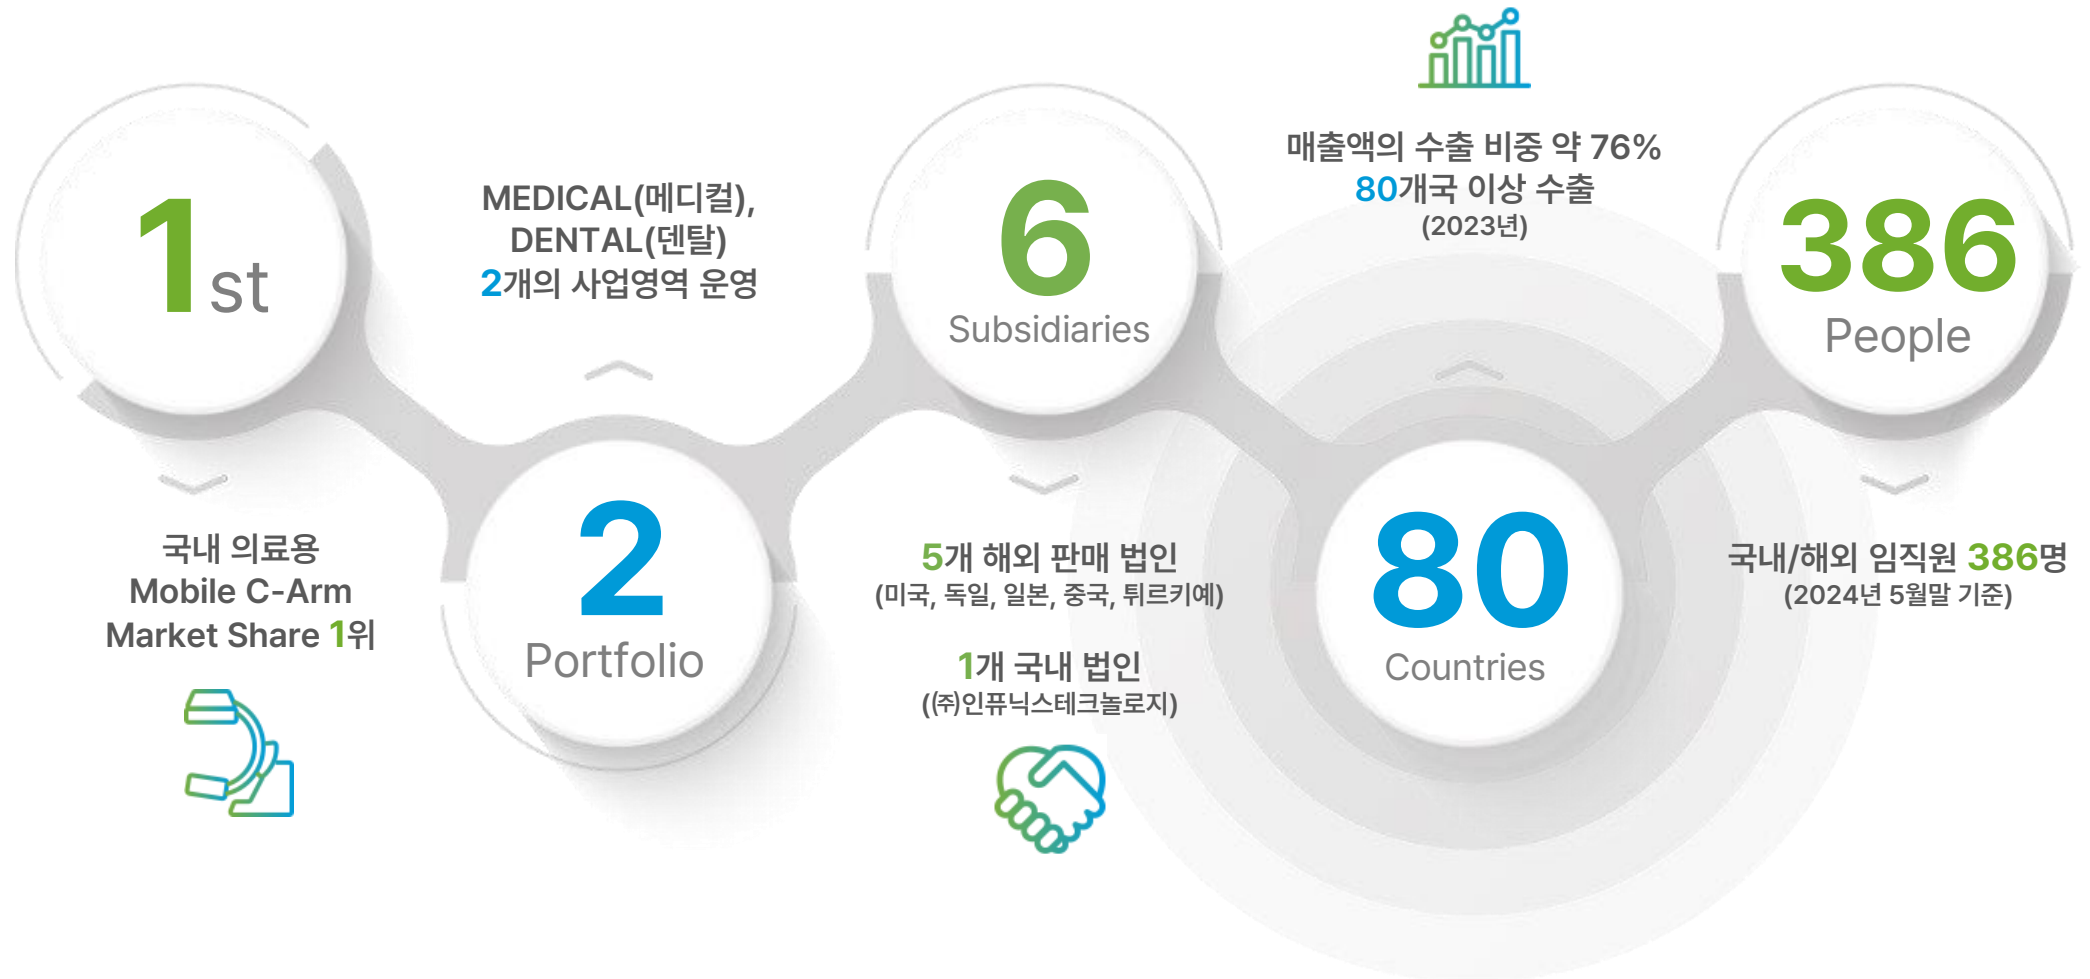 1st
국내 의료용
Mobile C-Arm
Market Share 1위
MEDICAL(메디컬),
DENTAL(덴탈)
2개의 사업영역 운영
2
Portfolio
6
Subsidiaries
5개 해외 판매 법인
(미국, 독일, 일본, 중국, 튀르키예)
1개 국내 법인
(㈜인퓨닉스테크놀로지)
매출액의 수출 비중 약 76%
80개국 이상 수출
(2023년)
80
Countries
386
People
국내/해외 임직원 386명
(2024년 5월말 기준)